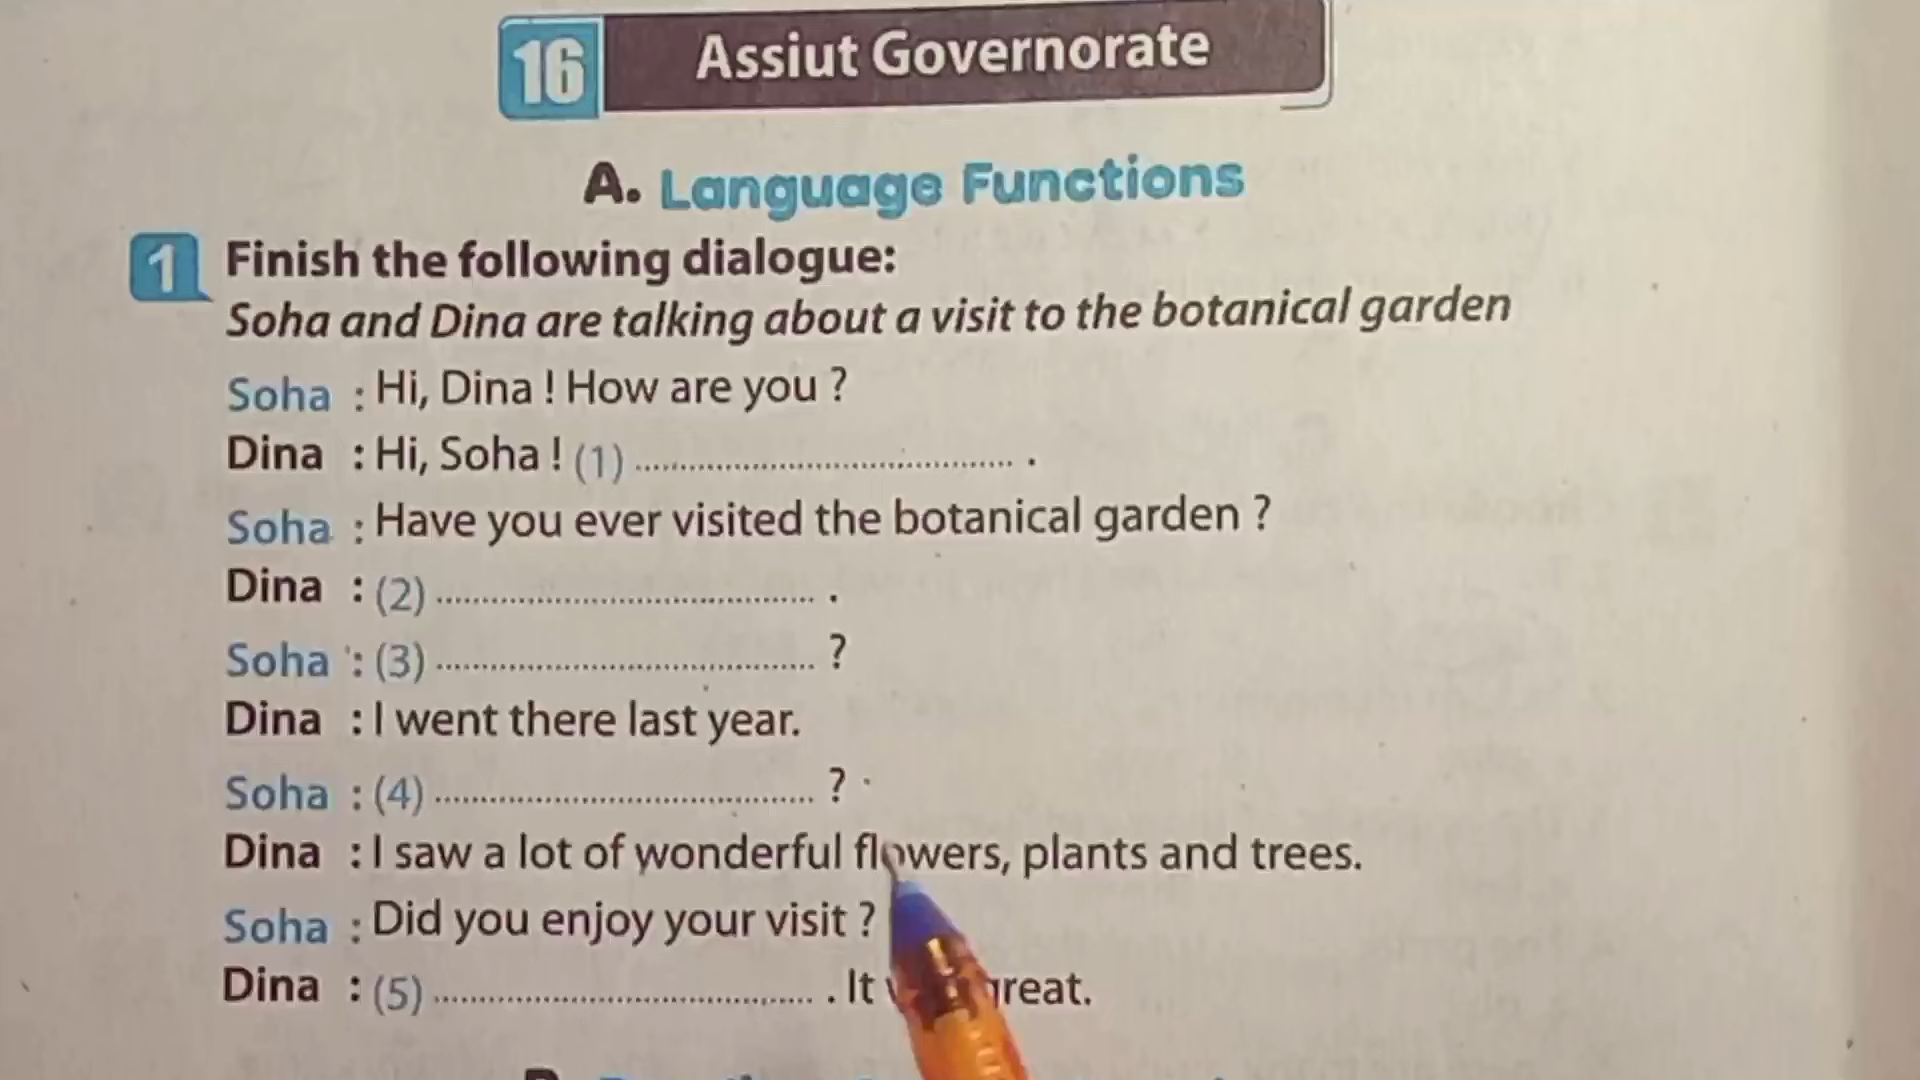 16 Assiut Governorate
A. Language Functions
1 Finish the following dialogue:
Soha and Dina are talking about a visit to the botanical garden
Soha : Hi, Dina ! How are you ?
Dina : Hi, Soha ! (1) ........................................ .
Soha : Have you ever visited the botanical garden ?
Dina : (2) ........................................ .
Soha : (3) ........................................ ?
Dina : I went there last year.
Soha : (4) ........................................ ?
Dina : I saw a lot of wonderful flowers, plants and trees.
Soha : Did you enjoy your visit ?
Dina : (5) ........................................ . It great.